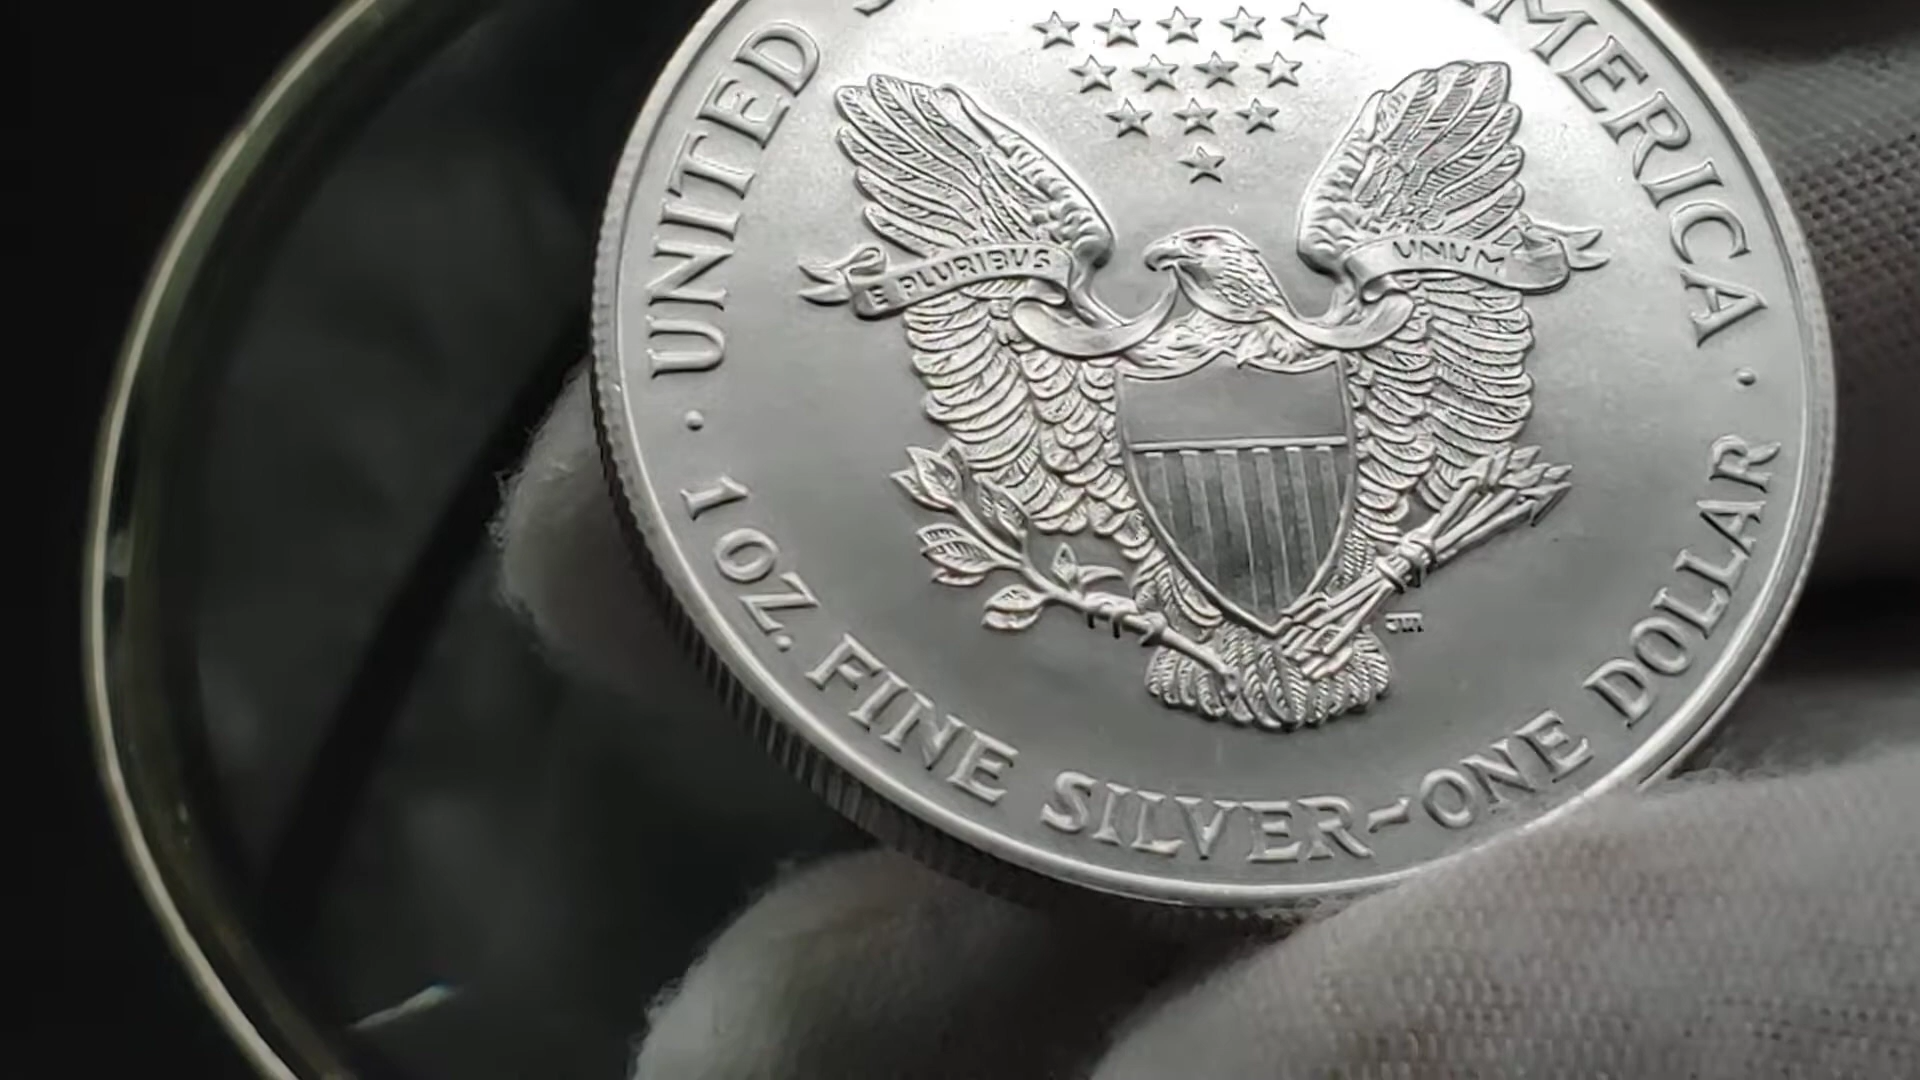 UNITED
AMERICA
E PLURIBUS
UNUM
1 OZ. FINE SILVER~ONE DOLLAR